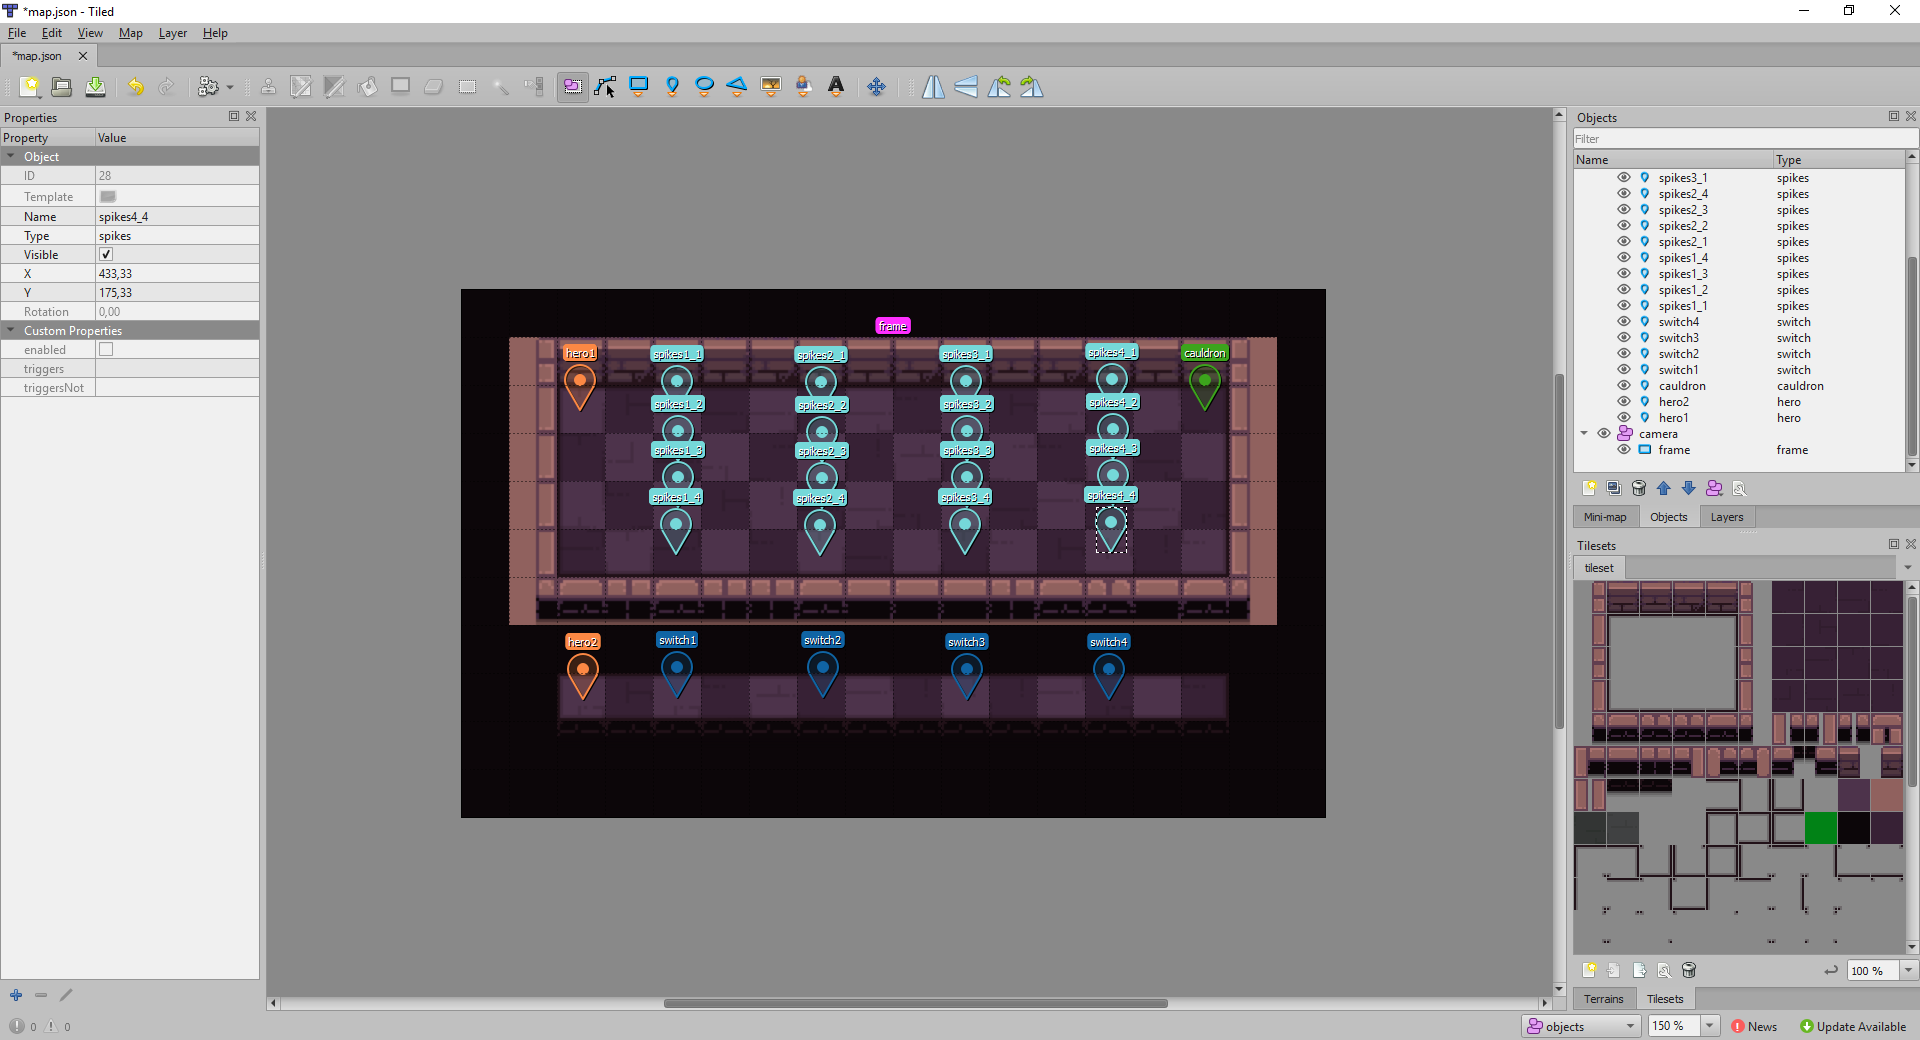 *map.json - Tiled
File Edit View Map Layer Help
*map.json
Properties
Property Value
Object
ID 28
Template
Name spikes4_4
Type spikes
Visible
X 433,33
Y 175,33
Rotation 0,00
Custom Properties
enabled
triggers
triggersNot
0 0
frame
hero1 spikes1_1 spikes2_1 spikes3_1 spikes4_1 cauldron
spikes1_2 spikes2_2 spikes3_2 spikes4_2
spikes1_3 spikes2_3 spikes3_3 spikes4_3
spikes1_4 spikes2_4 spikes3_4 spikes4_4
hero2 switch1 switch2 switch3 switch4
Objects
Filter
Name Type
spikes3_1 spikes
spikes2_4 spikes
spikes2_3 spikes
spikes2_2 spikes
spikes2_1 spikes
spikes1_4 spikes
spikes1_3 spikes
spikes1_2 spikes
spikes1_1 spikes
switch4 switch
switch3 switch
switch2 switch
switch1 switch
cauldron cauldron
hero2 hero
hero1 hero
camera
frame frame
Mini-map Objects Layers
Tilesets
tileset
100 %
Terrains Tilesets
objects 150 % News Update Available